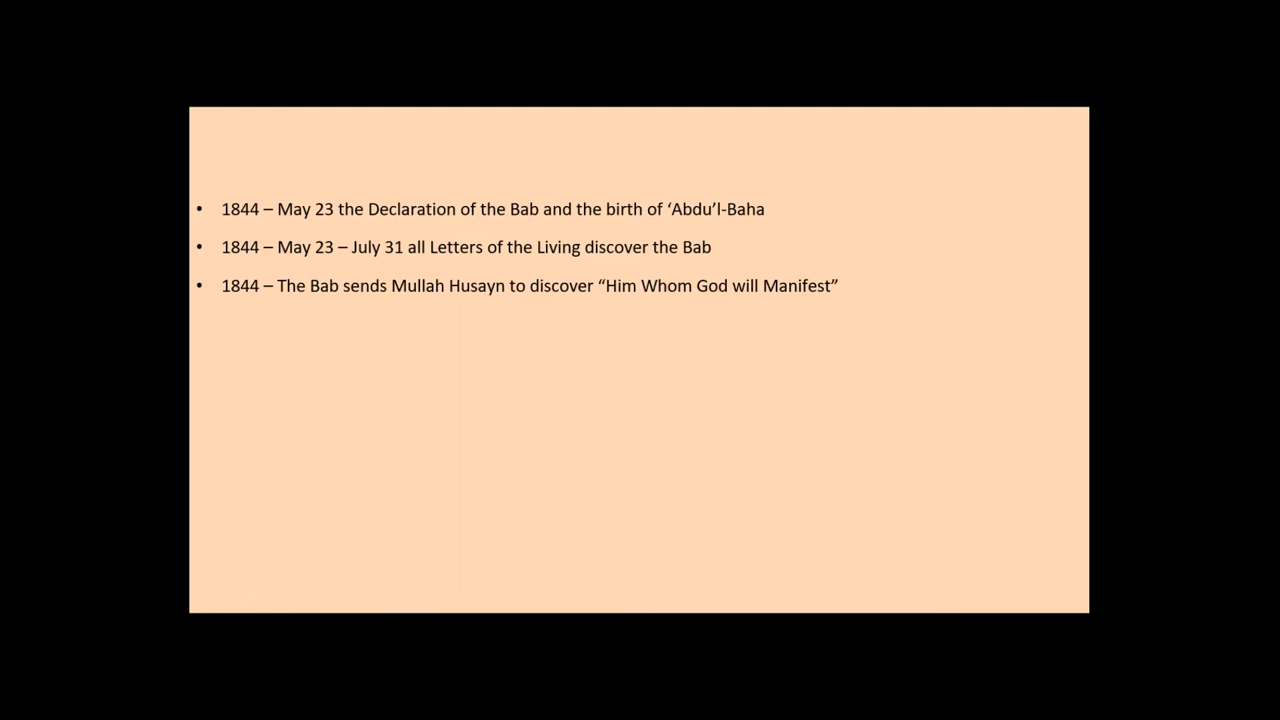 • 1844 – May 23 the Declaration of the Bab and the birth of ‘Abdu’l-Baha
• 1844 – May 23 – July 31 all Letters of the Living discover the Bab
• 1844 – The Bab sends Mullah Husayn to discover “Him Whom God will Manifest”